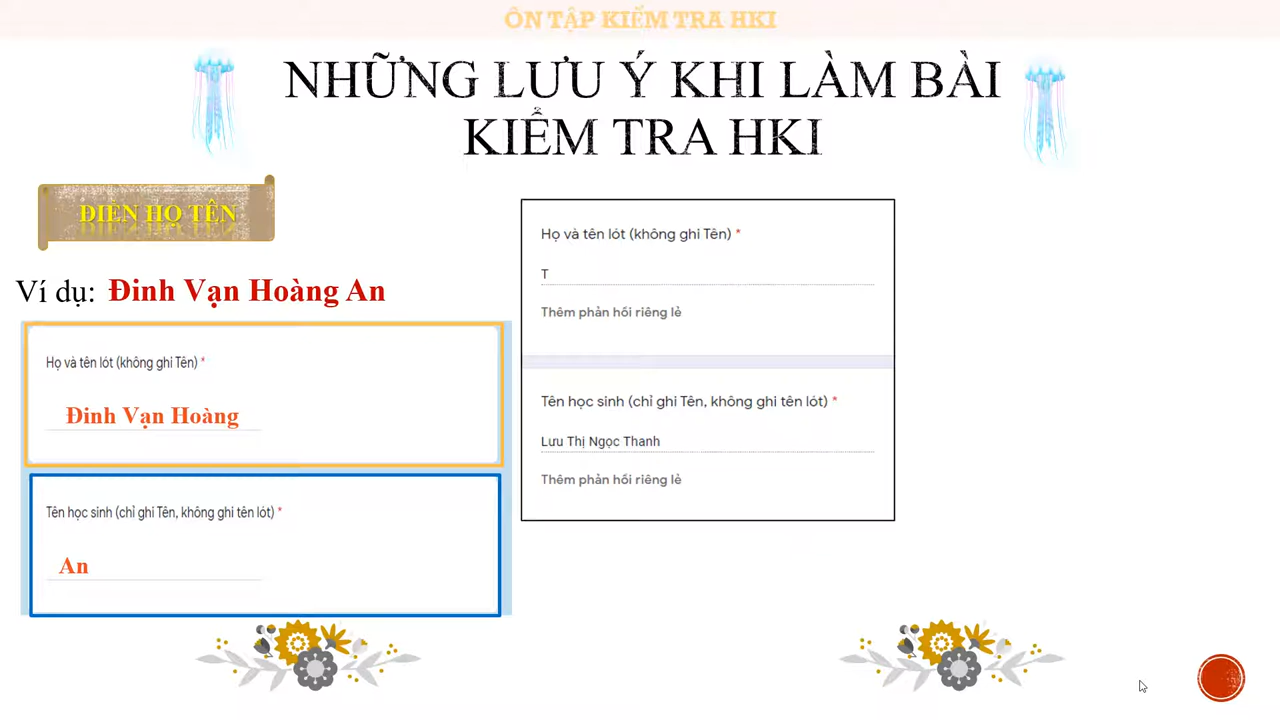 ÔN TẬP KIỂM TRA HKI
NHỮNG LƯU Ý KHI LÀM BÀI
KIỂM TRA HKI
ĐIỀN HỌ TÊN
Ví dụ: Đinh Vạn Hoàng An
Họ và tên lót (không ghi Tên) *
Đinh Vạn Hoàng
Tên học sinh (chỉ ghi Tên, không ghi tên lót) *
An
Họ và tên lót (không ghi Tên) *
T
Thêm phản hồi riêng lẻ
Tên học sinh (chỉ ghi Tên, không ghi tên lót) *
Lưu Thị Ngọc Thanh
Thêm phản hồi riêng lẻ